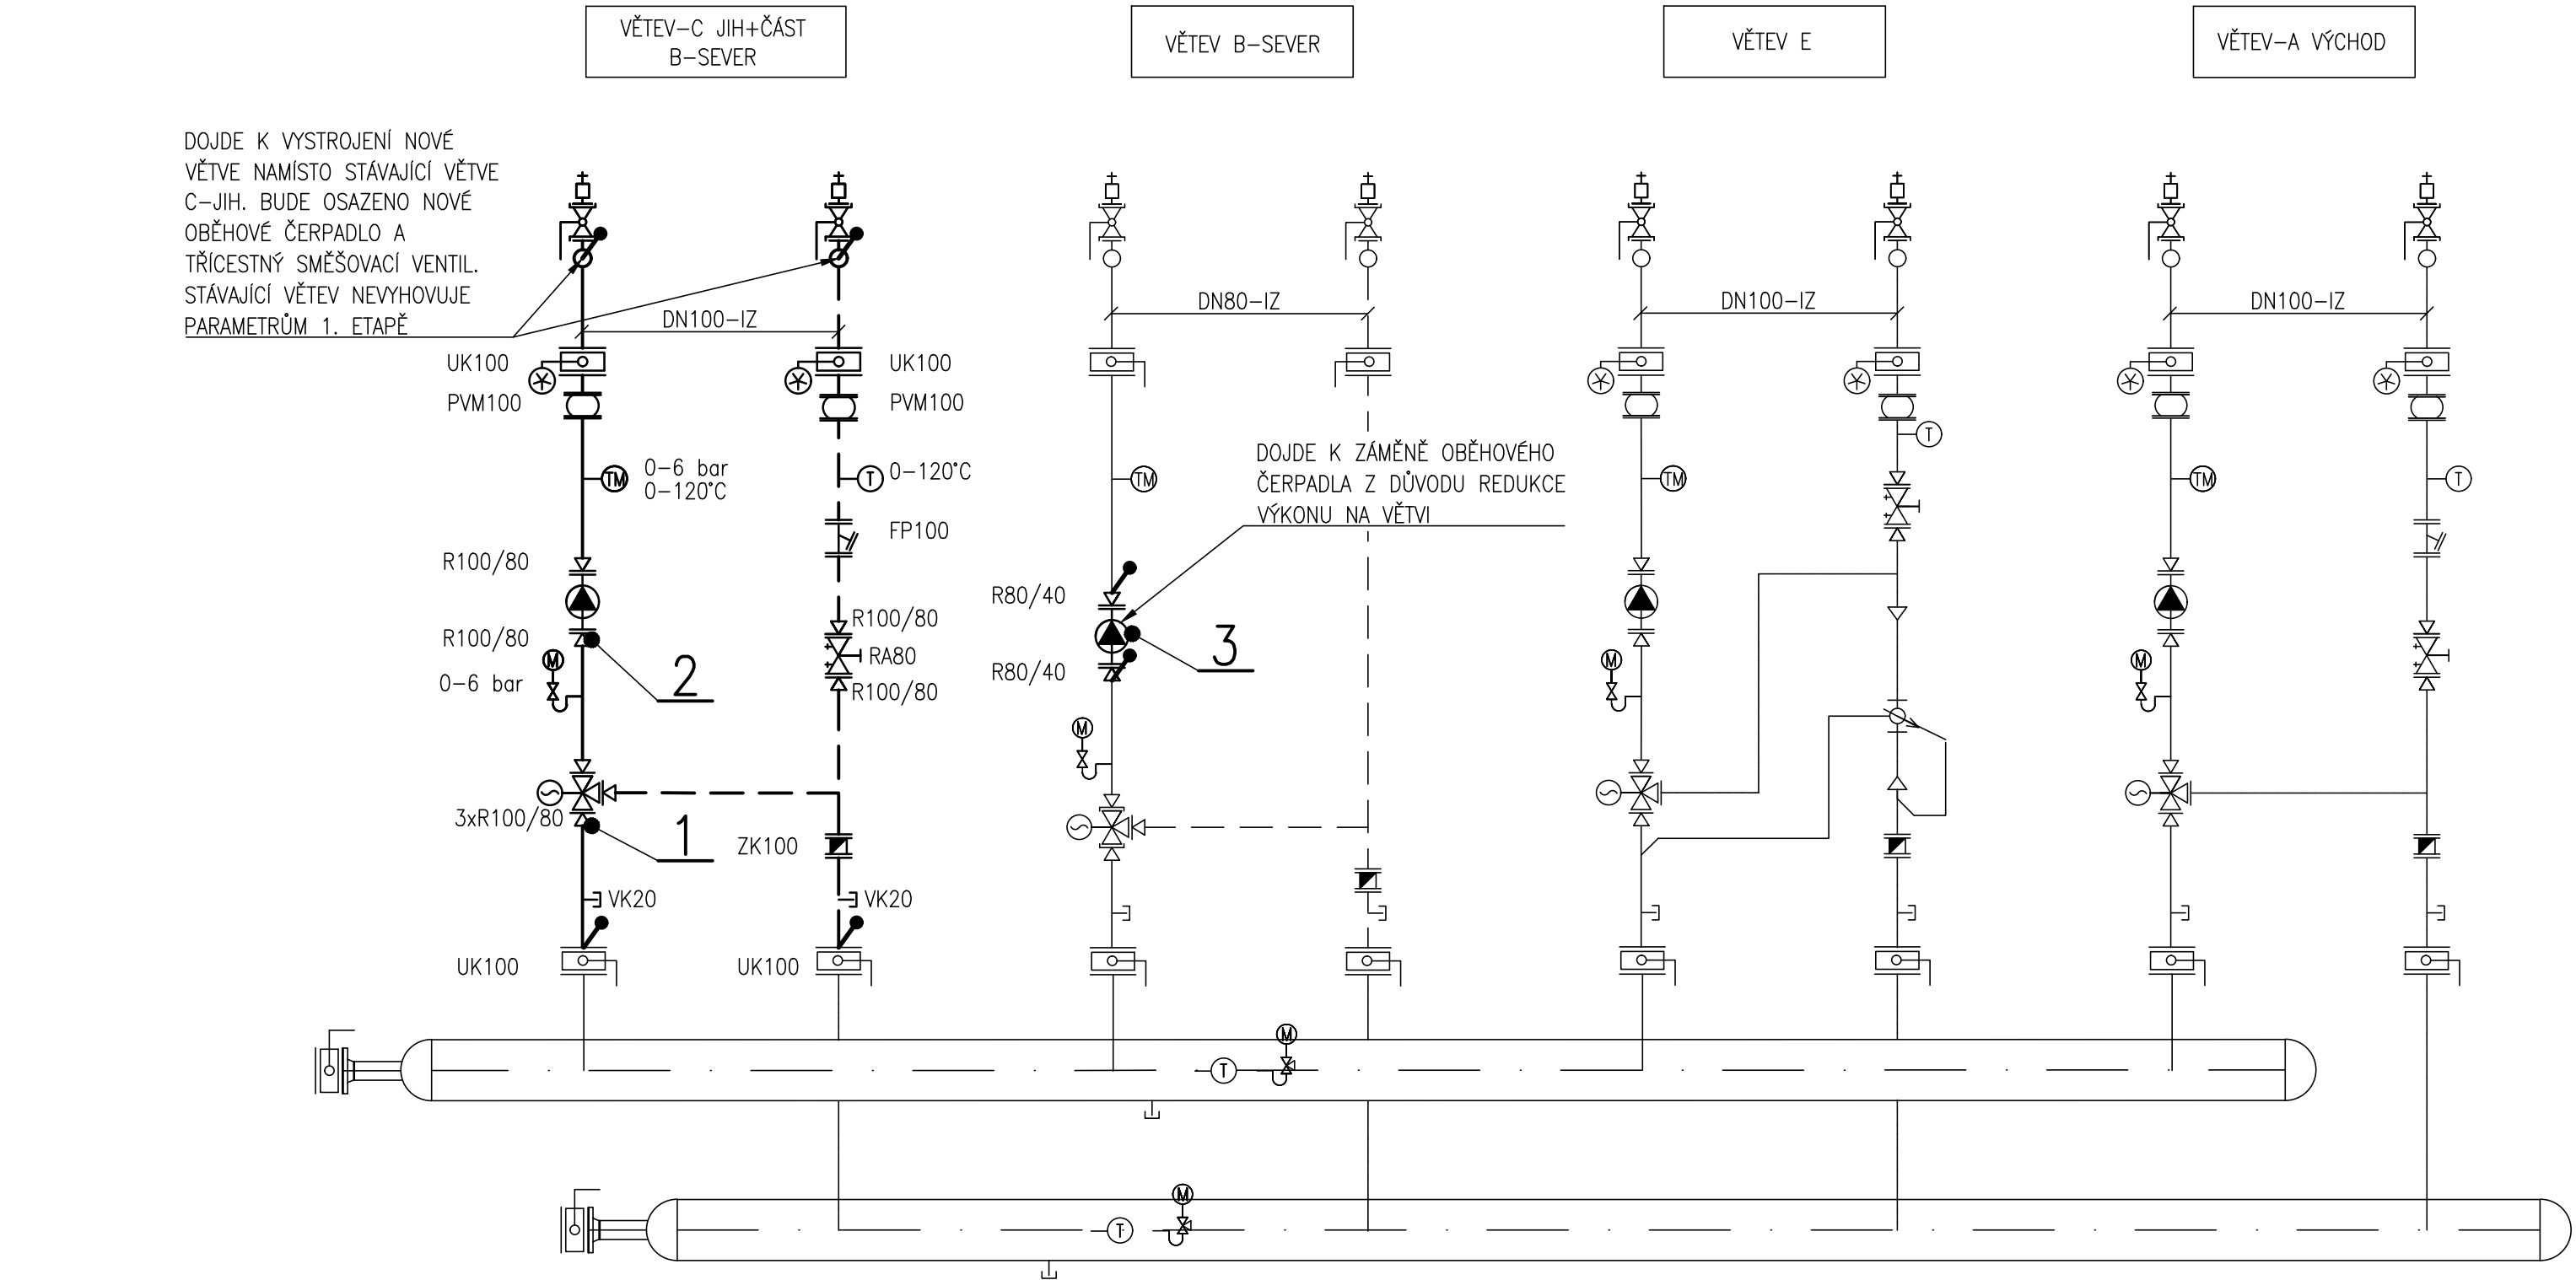 VĚTEV-C JIH+ČÁST
B-SEVER
VĚTEV B-SEVER
VĚTEV E
VĚTEV-A VÝCHOD
DOJDE K VYSTROJENÍ NOVÉ
VĚTVE NAMÍSTO STÁVAJÍCÍ VĚTVE
C-JIH. BUDE OSAZENO NOVÉ
OBĚHOVÉ ČERPADLO A
TŘÍCESTNÝ SMĚŠOVACÍ VENTIL.
STÁVAJÍCÍ VĚTEV NEVYHOVUJE
PARAMETRŮM 1. ETAPĚ
DN100-IZ
DN80-IZ
DN100-IZ
DN100-IZ
UK100
UK100
PVM100
PVM100
T
DOJDE K ZÁMĚNĚ OBĚHOVÉHO
ČERPADLA Z DŮVODU REDUKCE
VÝKONU NA VĚTVI
TM
0-6 bar
0-120°C
T
0-120°C
TM
TM
TM
T
FP100
R100/80
R80/40
R100/80
R100/80
3
2
RA80
R80/40
R100/80
M
0-6 bar
M
M
M
3xR100/80
1
ZK100
VK20
VK20
UK100
UK100
M
T
M
T